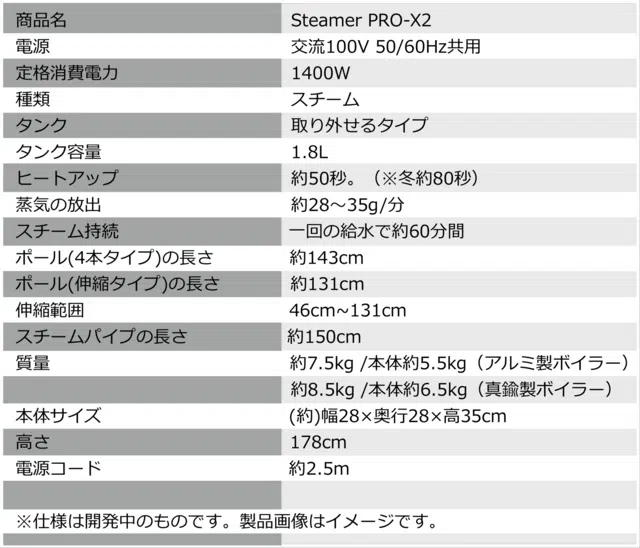 商品名 Steamer PRO-X2
電源 交流100V 50/60Hz共用
定格消費電力 1400W
種類 スチーム
タンク 取り外せるタイプ
タンク容量 1.8L
ヒートアップ 約50秒。（※冬約80秒）
蒸気の放出 約28～35g/分
スチーム持続 一回の給水で約60分間
ポール(4本タイプ)の長さ 約143cm
ポール(伸縮タイプ)の長さ 約131cm
伸縮範囲 46cm~131cm
スチームパイプの長さ 約150cm
質量 約7.5kg /本体約5.5kg（アルミ製ボイラー）
約8.5kg /本体約6.5kg（真鍮製ボイラー）
本体サイズ (約)幅28×奥行28×高35cm
高さ 178cm
電源コード 約2.5m
※仕様は開発中のものです。製品画像はイメージです。